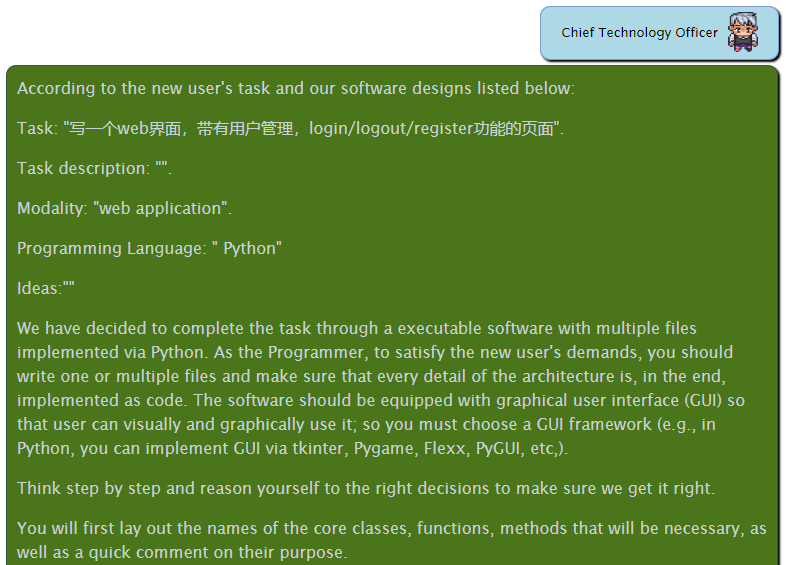 Chief Technology Officer
According to the new user's task and our software designs listed below:
Task: "写一个web界面，带有用户管理，login/logout/register功能的页面".
Task description: "".
Modality: "web application".
Programming Language: " Python"
Ideas:""
We have decided to complete the task through a executable software with multiple files
implemented via Python. As the Programmer, to satisfy the new user's demands, you should
write one or multiple files and make sure that every detail of the architecture is, in the end,
implemented as code. The software should be equipped with graphical user interface (GUI) so
that user can visually and graphically use it; so you must choose a GUI framework (e.g., in
Python, you can implement GUI via tkinter, Pygame, Flexx, PyGUI, etc,).
Think step by step and reason yourself to the right decisions to make sure we get it right.
You will first lay out the names of the core classes, functions, methods that will be necessary, as
well as a quick comment on their purpose.